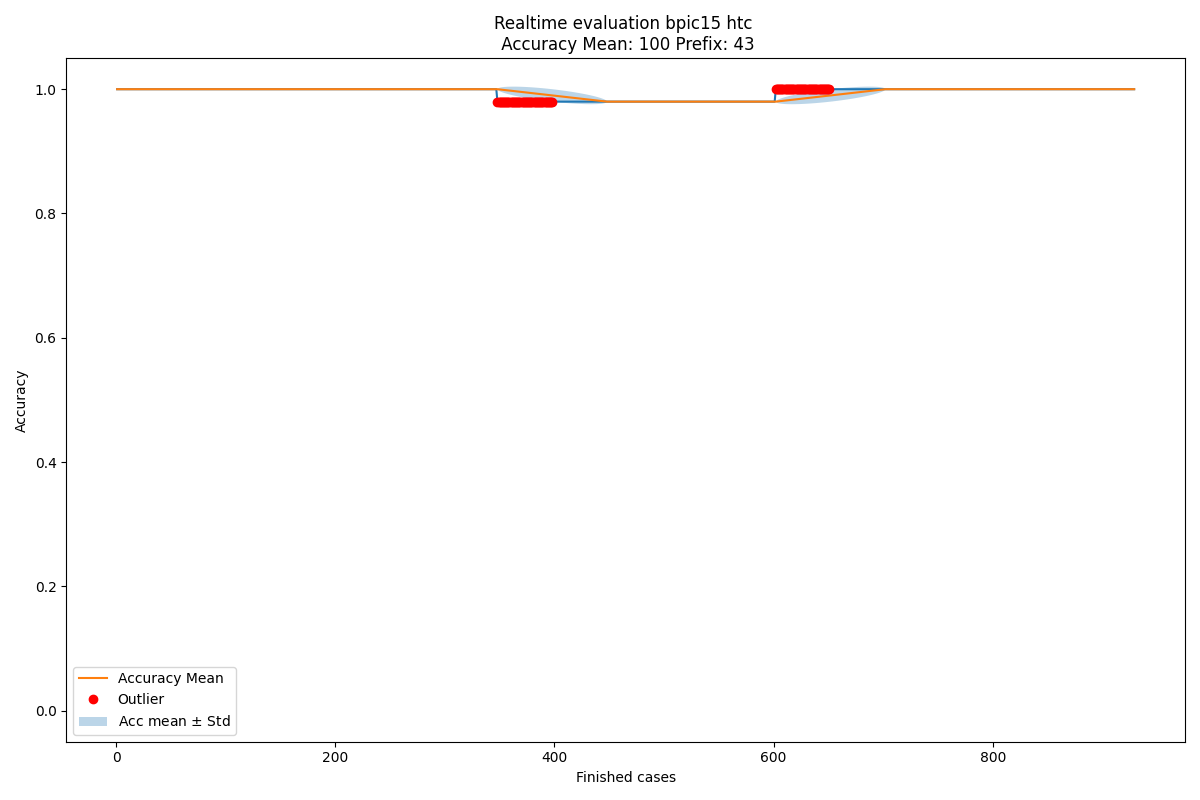 Realtime evaluation bpic15 htc
Accuracy Mean: 100 Prefix: 43
1.0
0.8
0.6
0.4
0.2
0.0
Accuracy
Accuracy Mean
Outlier
Acc mean ± Std
0
200
400
600
800
Finished cases